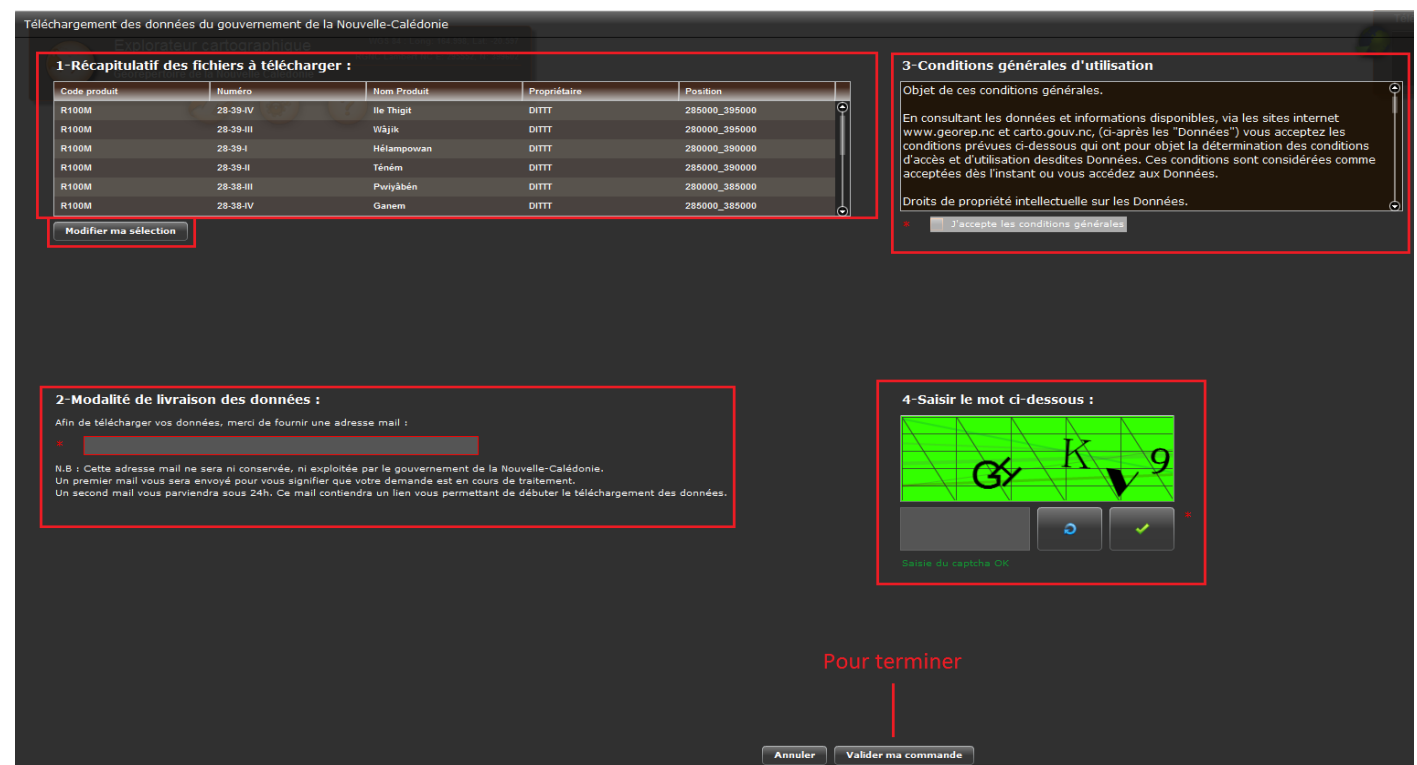 Téléchargement des données du gouvernement de la Nouvelle-Calédonie
Explorateur cartographique
1-Récapitulatif des fichiers à télécharger :
Code produit Numéro Nom Produit Propriétaire Position
R100M 28-39-IV Ile Thigit DITTT 285000_395000
R100M 28-39-III Wâjik DITTT 280000_395000
R100M 28-39-I Hélampowan DITTT 280000_390000
R100M 28-39-II Téném DITTT 285000_390000
R100M 28-38-III Pwiyâbén DITTT 280000_385000
R100M 28-38-IV Ganem DITTT 285000_385000
Modifier ma sélection
3-Conditions générales d'utilisation
Objet de ces conditions générales.
En consultant les données et informations disponibles, via les sites internet
www.georep.nc et carto.gouv.nc, (ci-après les "Données") vous acceptez les
conditions prévues ci-dessous qui ont pour objet la détermination des conditions
d'accès et d'utilisation desdites Données. Ces conditions sont considérées comme
acceptées dès l'instant ou vous accédez aux Données.
Droits de propriété intellectuelle sur les Données.
* J'accepte les conditions générales
2-Modalité de livraison des données :
Afin de télécharger vos données, merci de fournir une adresse mail :
*
N.B : Cette adresse mail ne sera ni conservée, ni exploitée par le gouvernement de la Nouvelle-Calédonie.
Un premier mail vous sera envoyé pour vous signifier que votre demande est en cours de traitement.
Un second mail vous parviendra sous 24h. Ce mail contiendra un lien vous permettant de débuter le téléchargement des données.
4-Saisir le mot ci-dessous :
*
Saisie du captcha OK
Pour terminer
Annuler Valider ma commande